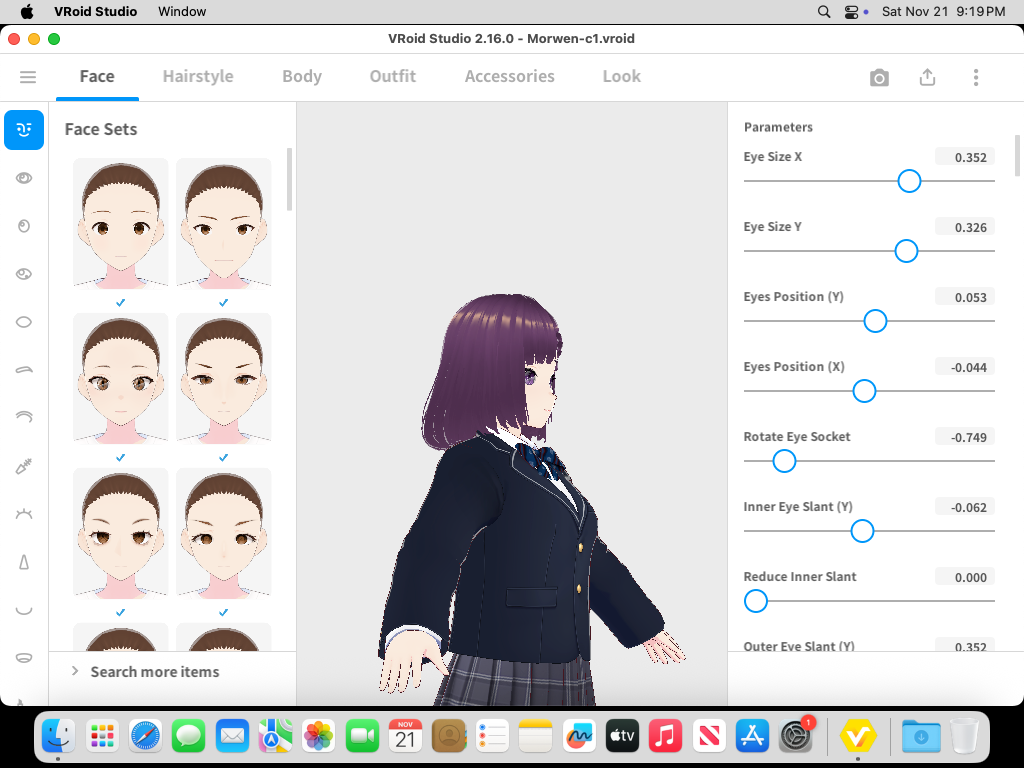 VRoid Studio Window Sat Nov 21 9:19 PM
VRoid Studio 2.16.0 - Morwen-c1.vroid
Face Hairstyle Body Outfit Accessories Look
Face Sets
Search more items
Parameters
Eye Size X 0.352
Eye Size Y 0.326
Eyes Position (Y) 0.053
Eyes Position (X) -0.044
Rotate Eye Socket -0.749
Inner Eye Slant (Y) -0.062
Reduce Inner Slant 0.000
Outer Eye Slant (Y) 0.352
NOV
21
tv
1